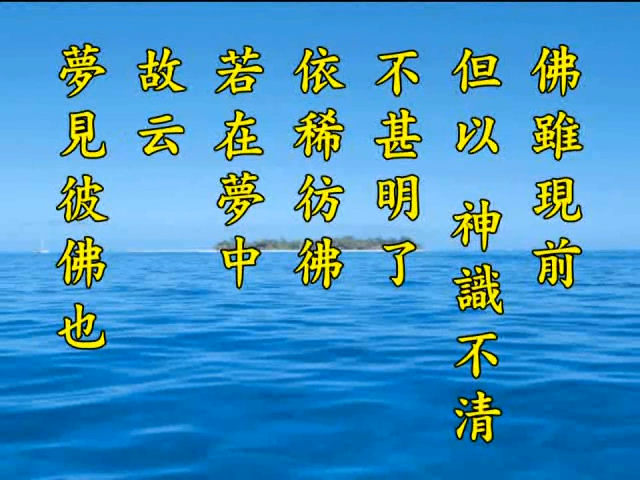 佛雖現前
但以 神識不清
不甚明了
依稀彷彿
若在夢中
故云
夢見彼佛也